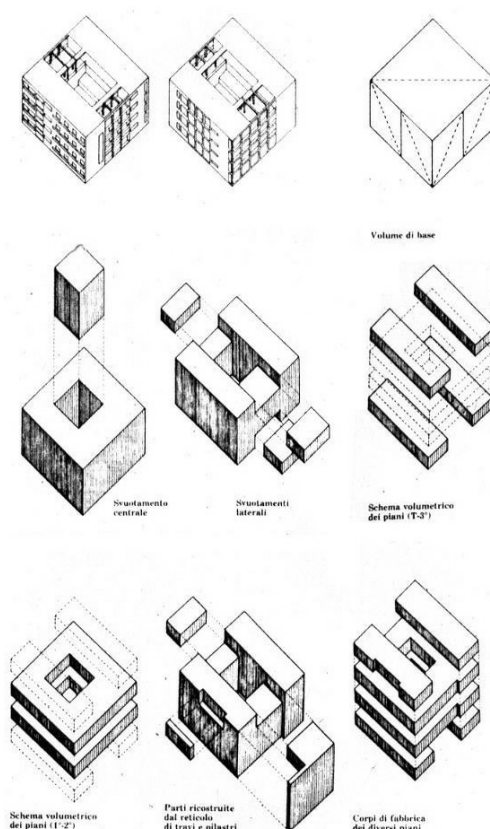 Volume di base
Svuotamento
centrale
Svuotamenti
laterali
Schema volumetrico
dei piani (T-3°)
Schema volumetrico
dei piani (1°-2°)
Parti ricostruite
dal reticolo
di travi e pilastri
Corpi di fabbrica
dei diversi piani